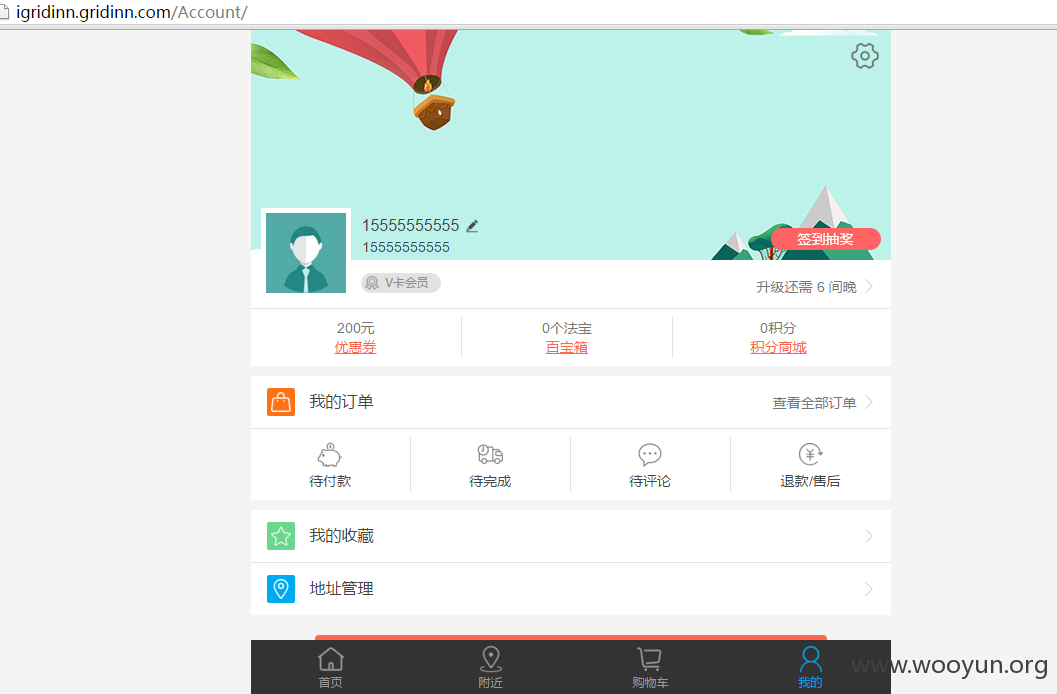 igridinn.gridinn.com/Account/
15555555555
15555555555
签到抽奖
V卡会员
升级还需 6 间晚
200元
0个法宝
0积分
优惠券
百宝箱
积分商城
我的订单
查看全部订单
待付款
待完成
待评论
退款/售后
我的收藏
地址管理
首页
附近
购物车
我的
www.wooyun.org